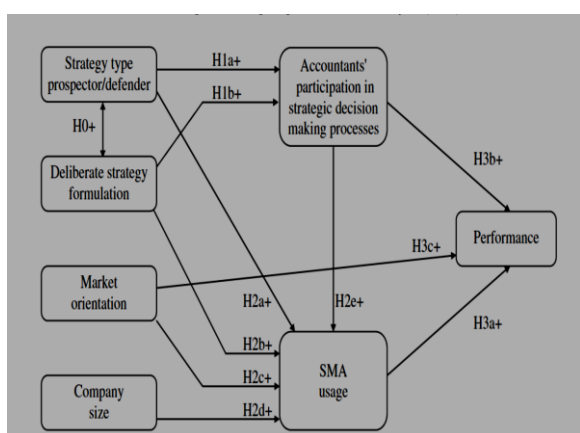 Strategy type
prospector/defender
H1a+
Accountants'
participation in
strategic decision
making processes
H1b+
H0+
Deliberate strategy
formulation
H3b+
H3c+
Performance
Market
orientation
H2a+
H2e+
H3a+
H2b+
SMA
usage
H2c+
Company
size
H2d+